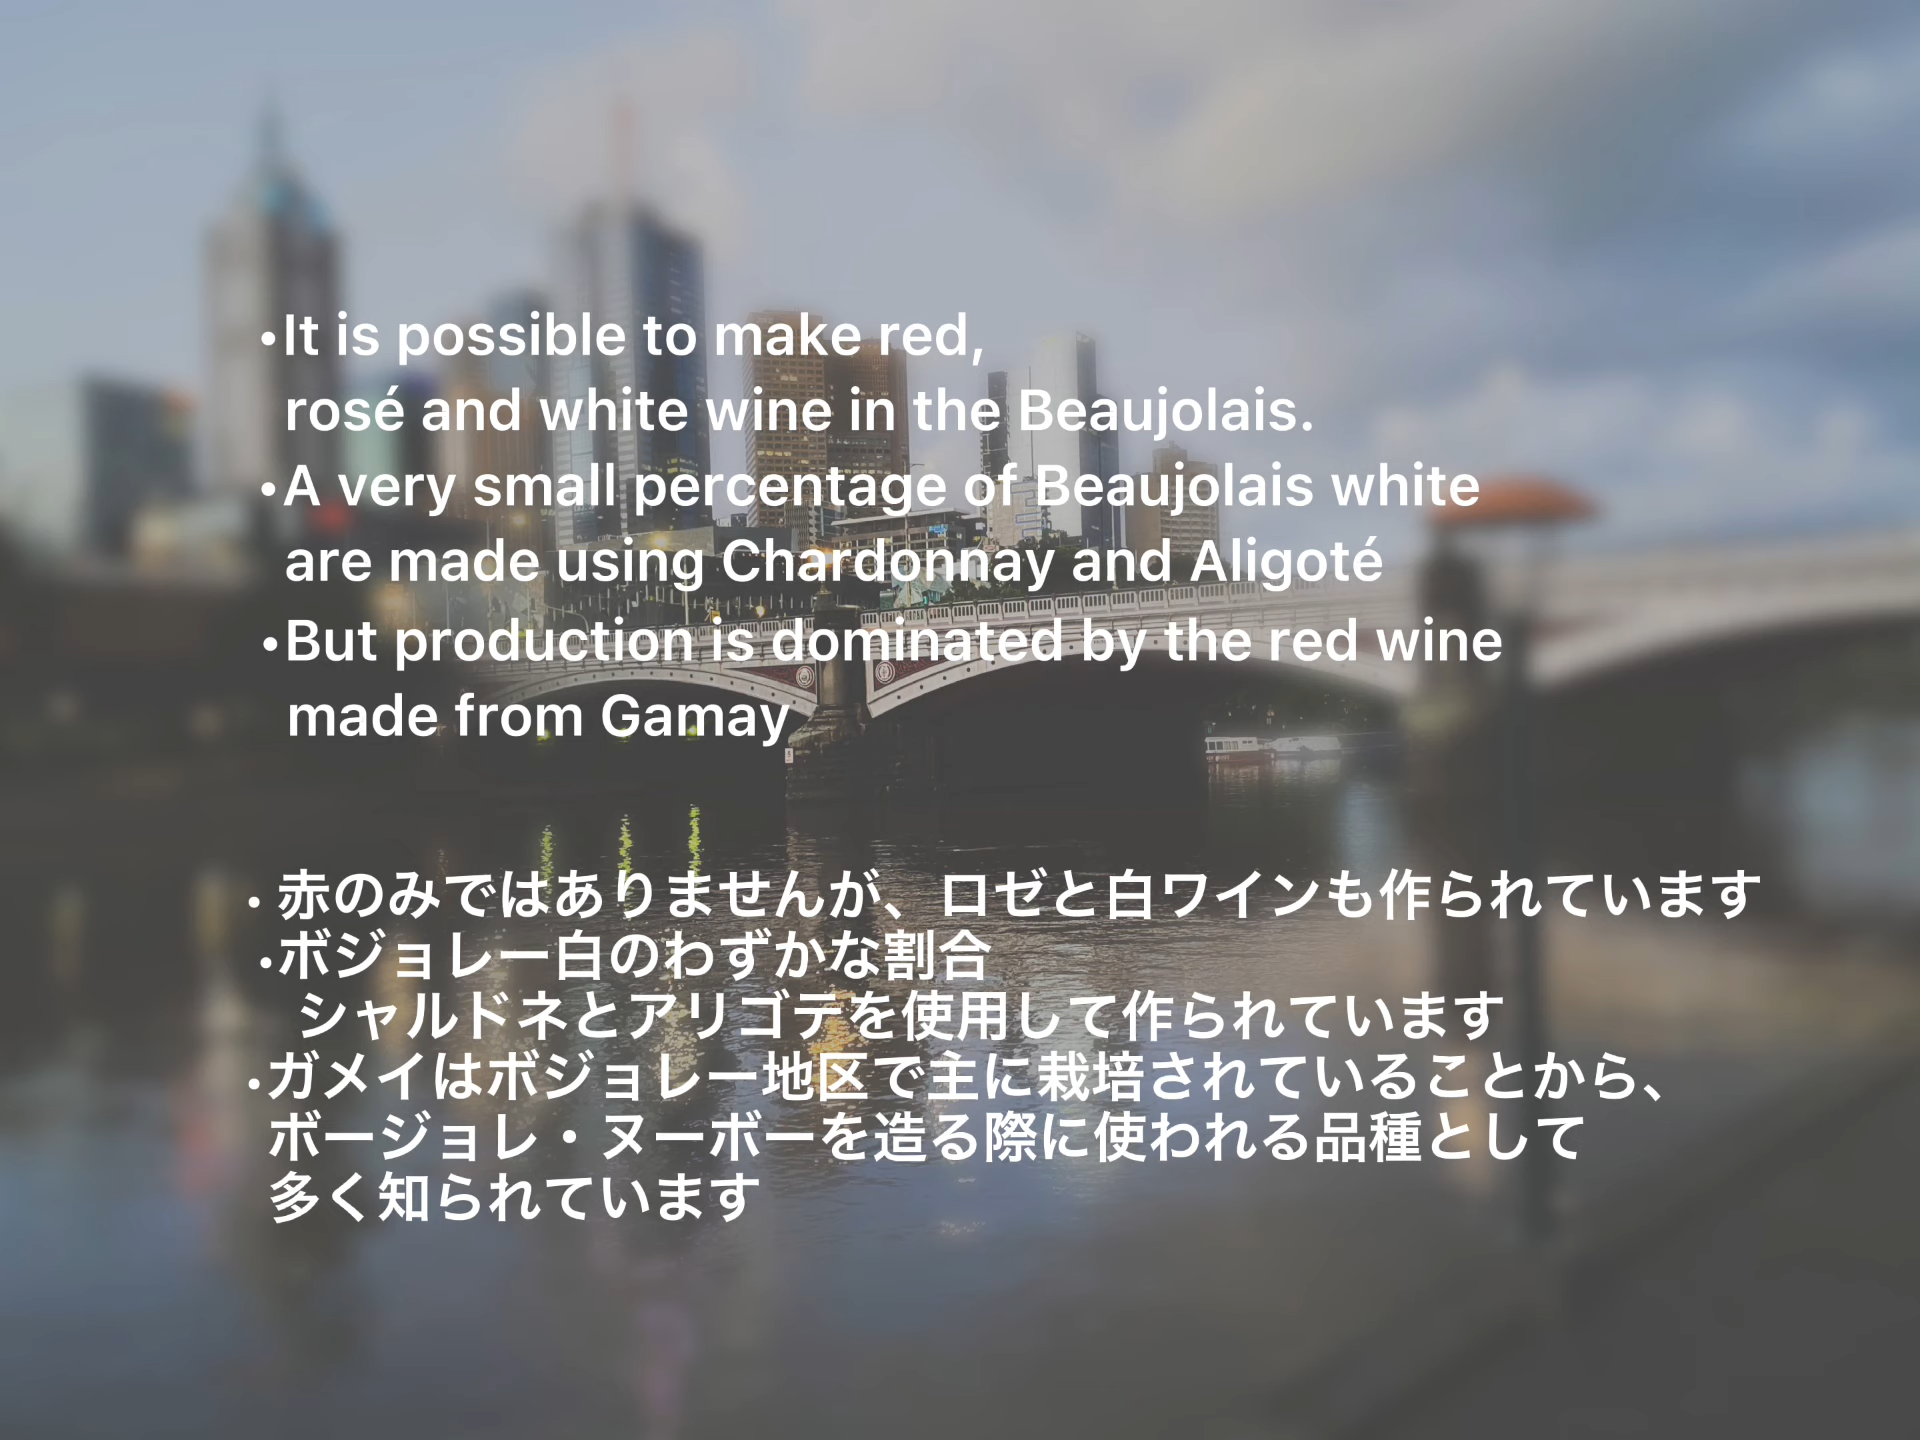 •It is possible to make red,
rosé and white wine in the Beaujolais.
•A very small percentage of Beaujolais white
are made using Chardonnay and Aligoté
•But production is dominated by the red wine
made from Gamay
・赤のみではありませんが、ロゼと白ワインも作られています
・ボジョレー白のわずかな割合
シャルドネとアリゴテを使用して作られています
・ガメイはボジョレー地区で主に栽培されていることから、
ボージョレ・ヌーボーを造る際に使われる品種として
多く知られています